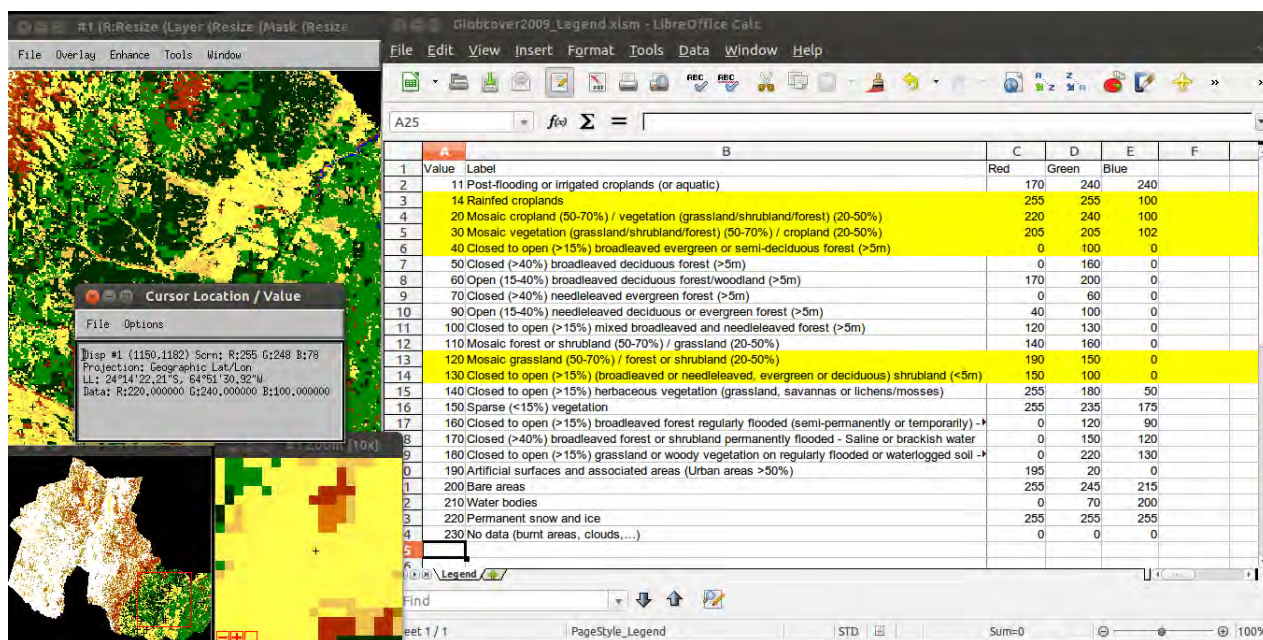 #1 (R:Resize (Layer (Resize (Mask (Resize
File Overlay Enhance Tools Window
Cursor Location / Value
File Options
Disp #1 (1150,1182) Scrn: R:255 G:248 B:78
Projection: Geographic Lat/Lon
LL: 24°14'22.21"S, 64°51'30.92"W
Data: R:220.000000 G:240.000000 B:100.000000
[10x]
Globcover2009_Legend.xlsm - LibreOffice Calc
File Edit View Insert Format Tools Data Window Help
A25
A B C D E F
1 Value Label Red Green Blue
2 11 Post-flooding or irrigated croplands (or aquatic) 170 240 240
3 14 Rainfed croplands 255 255 100
4 20 Mosaic cropland (50-70%) / vegetation (grassland/shrubland/forest) (20-50%) 220 240 100
5 30 Mosaic vegetation (grassland/shrubland/forest) (50-70%) / cropland (20-50%) 205 205 102
6 40 Closed to open (>15%) broadleaved evergreen or semi-deciduous forest (>5m) 0 100 0
7 50 Closed (>40%) broadleaved deciduous forest (>5m) 0 160 0
8 60 Open (15-40%) broadleaved deciduous forest/woodland (>5m) 170 200 0
9 70 Closed (>40%) needleleaved evergreen forest (>5m) 0 60 0
10 90 Open (15-40%) needleleaved deciduous or evergreen forest (>5m) 40 100 0
11 100 Closed to open (>15%) mixed broadleaved and needleleaved forest (>5m) 120 130 0
12 110 Mosaic forest or shrubland (50-70%) / grassland (20-50%) 140 160 0
13 120 Mosaic grassland (50-70%) / forest or shrubland (20-50%) 190 150 0
14 130 Closed to open (>15%) (broadleaved or needleleaved, evergreen or deciduous) shrubland (<5m) 150 100 0
15 140 Closed to open (>15%) herbaceous vegetation (grassland, savannas or lichens/mosses) 255 180 50
16 150 Sparse (<15%) vegetation 255 235 175
17 160 Closed to open (>15%) broadleaved forest regularly flooded (semi-permanently or temporarily) - 0 120 90
8 170 Closed (>40%) broadleaved forest or shrubland permanently flooded - Saline or brackish water 0 150 120
9 180 Closed to open (>15%) grassland or woody vegetation on regularly flooded or waterlogged soil - 0 220 130
0 190 Artificial surfaces and associated areas (Urban areas >50%) 195 20 0
1 200 Bare areas 255 245 215
2 210 Water bodies 0 70 200
3 220 Permanent snow and ice 255 255 255
4 230 No data (burnt areas, clouds,...) 0 0 0
5
Legend
Find
eet 1 / 1 PageStyle_Legend STD Sum=0 100%